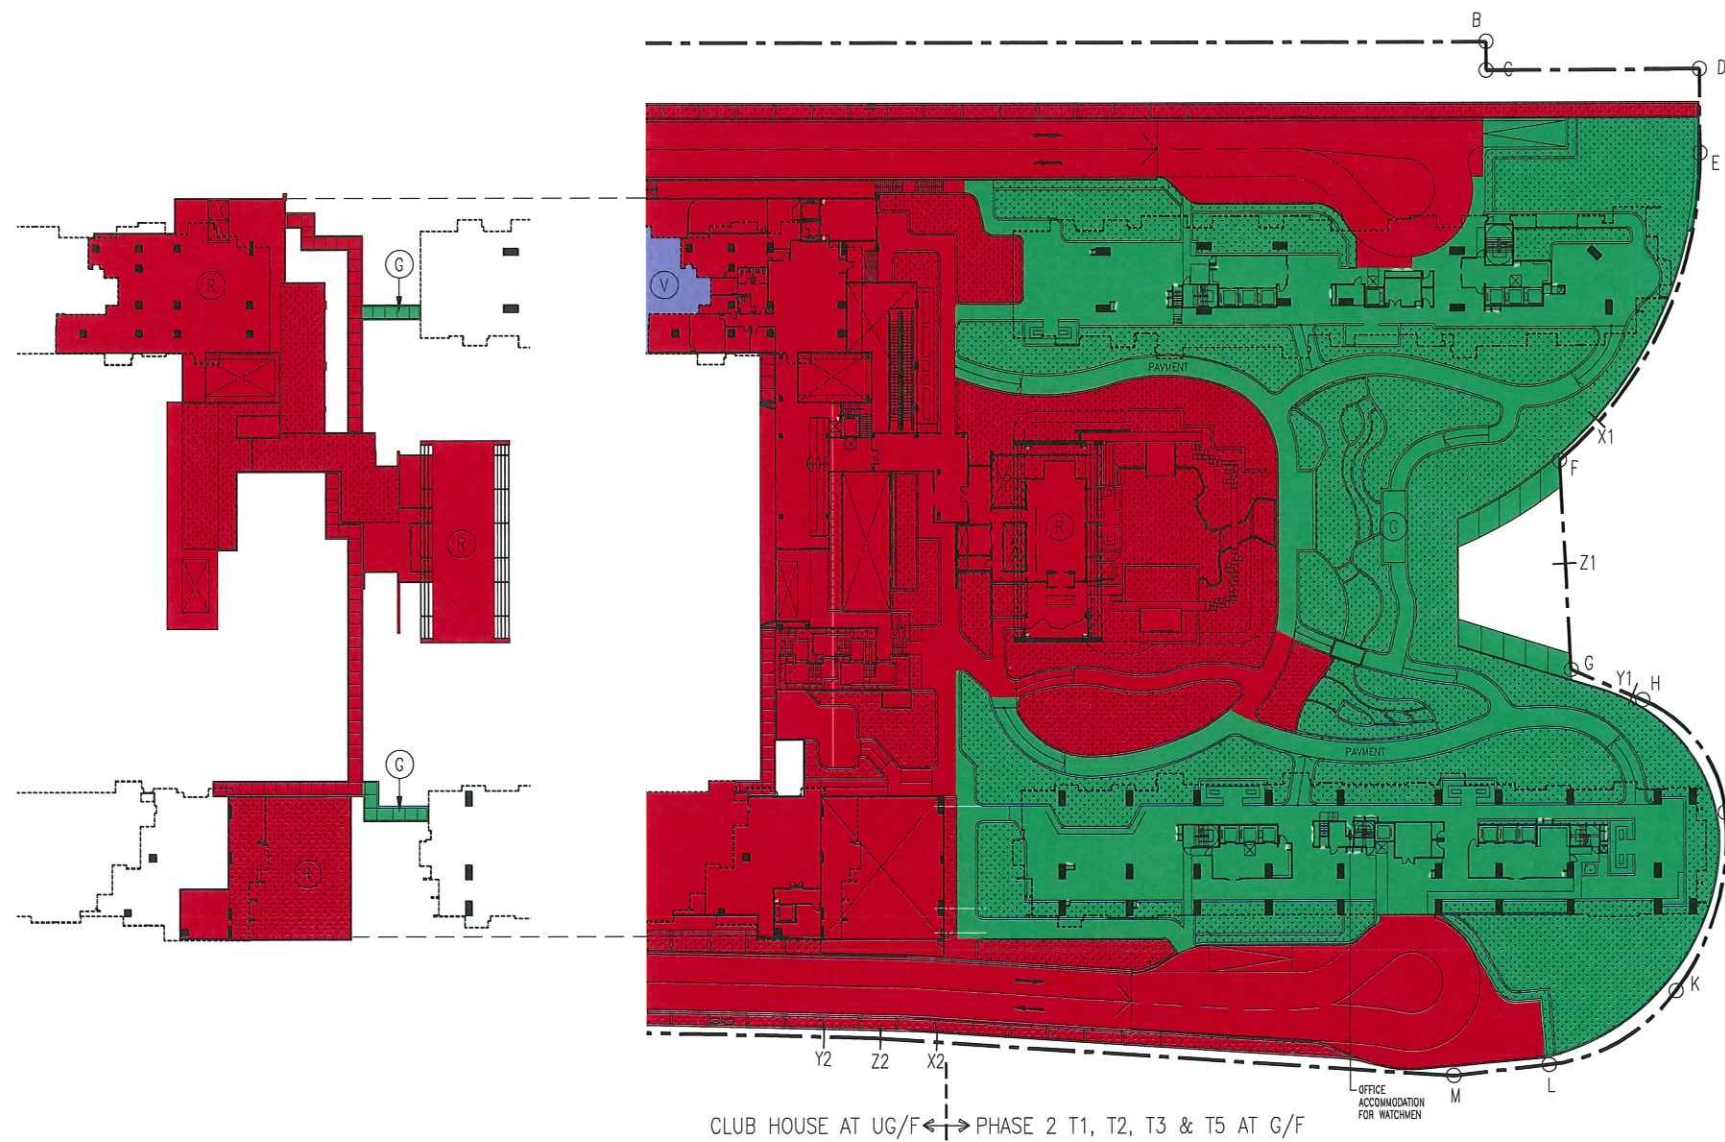 B
C
D
E
G
R
V
PAVMENT
X1
F
R
R
G
Z1
G
Y1
H
G
PAVMENT
R
K
Y2
Z2
X2
L
M
OFFICE
ACCOMMODATION
FOR WATCHMEN
CLUB HOUSE AT UG/F
PHASE 2 T1, T2, T3 & T5 AT G/F